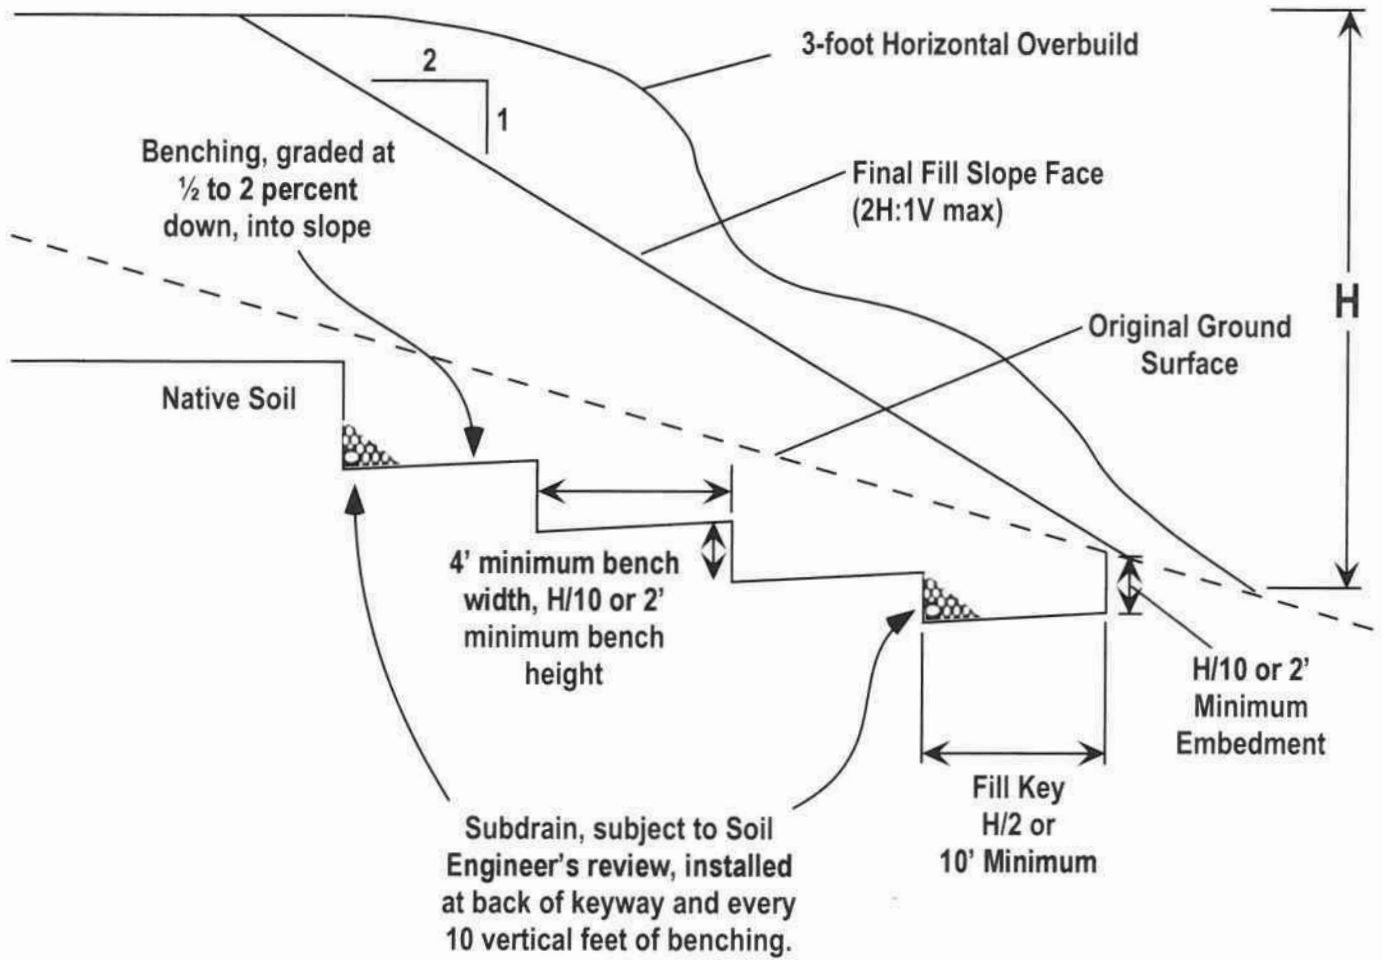 3-foot Horizontal Overbuild
2
1
Benching, graded at
½ to 2 percent
down, into slope
Final Fill Slope Face
(2H:1V max)
H
Original Ground
Surface
Native Soil
4' minimum bench
width, H/10 or 2'
minimum bench
height
H/10 or 2'
Minimum
Embedment
Fill Key
H/2 or
10' Minimum
Subdrain, subject to Soil
Engineer's review, installed
at back of keyway and every
10 vertical feet of benching.